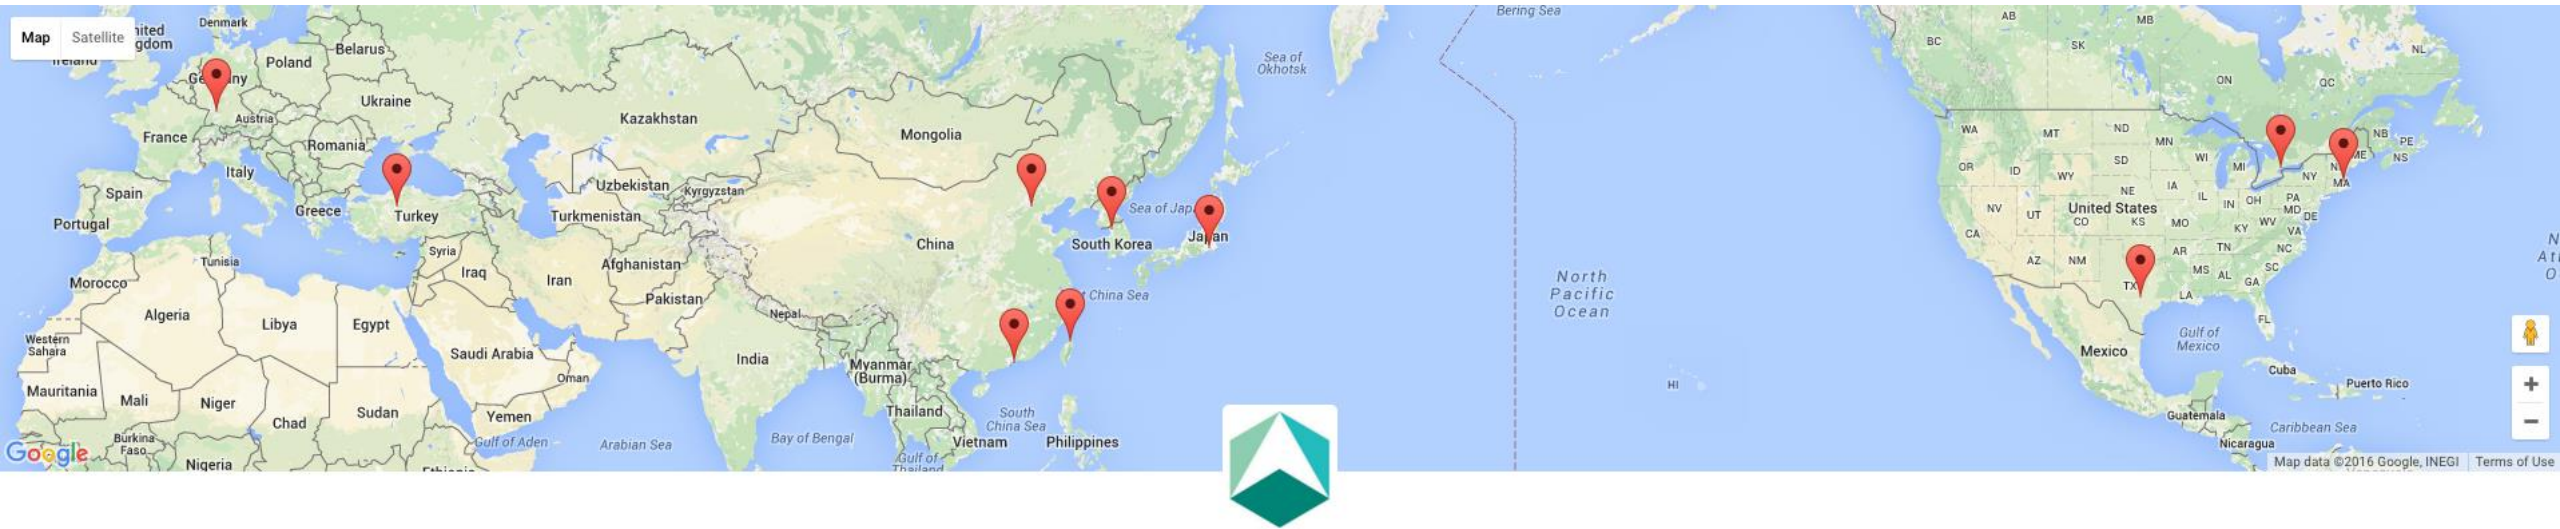 Map
Satellite
Denmark
Belarus
Poland
Ukraine
Austria
France
Romania
Italy
Spain
Portugal
Greece
Turkey
Kazakhstan
Mongolia
Uzbekistan
Kyrgyzstan
Turkmenistan
Syria
Tunisia
Morocco
Iraq
Iran
Afghanistan
Pakistan
China
South Korea
Japan
Algeria
Libya
Egypt
Western
Sahara
Saudi Arabia
Nepal
India
Myanmar
(Burma)
Oman
Mauritania
Mali
Niger
Chad
Sudan
Yemen
Burkina
Faso
Nigeria
Gulf of Aden
Arabian Sea
Bay of Bengal
Thailand
Vietnam
South
China Sea
Philippines
Gulf of
Thailand
Google
China Sea
Sea of
Okhotsk
Bering Sea
North
Pacific
Ocean
HI
AB
MB
BC
SK
NL
ON
QC
WA
MT
ND
MN
NB
PE
NS
ME
OR
ID
WY
SD
WI
MI
NY
MA
NE
IA
IL
IN
OH
PA
MD
DE
NV
UT
United States
CO
KS
MO
KY
WV
VA
CA
AZ
NM
AR
TN
NC
SC
MS
AL
GA
TX
LA
FL
Gulf of
Mexico
Mexico
Cuba
Puerto Rico
Guatemala
Caribbean Sea
Nicaragua
Map data ©2016 Google, INEGI
Terms of Use